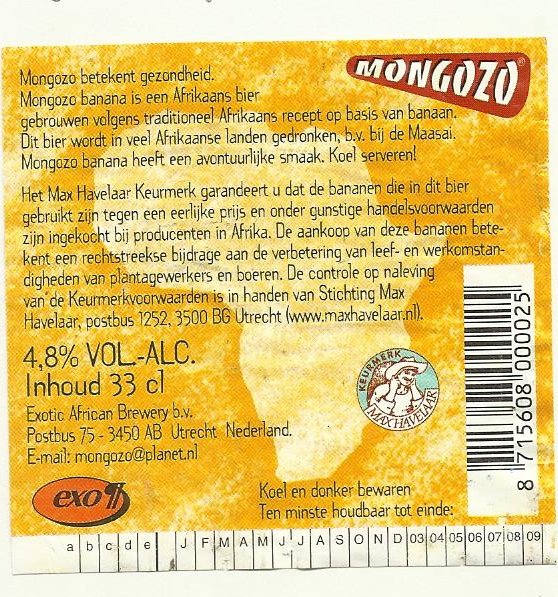 MONGOZO®
Mongozo betekent gezondheid.
Mongozo banana is een Afrikaans bier
gebrouwen volgens traditioneel Afrikaans recept op basis van banaan.
Dit bier wordt in veel Afrikaanse landen gedronken, b.v. bij de Maasai.
Mongozo banana heeft een avontuurlijke smaak. Koel serveren!
Het Max Havelaar Keurmerk garandeert u dat de bananen die in dit bier
gebruikt zijn tegen een eerlijke prijs en onder gunstige handelsvoorwaarden
zijn ingekocht bij producenten in Afrika. De aankoop van deze bananen bete-
kent een rechtstreekse bijdrage aan de verbetering van leef- en werkomstan-
digheden van plantagewerkers en boeren. De controle op naleving
van de Keurmerkvoorwaarden is in handen van Stichting Max
Havelaar, postbus 1252, 3500 BG Utrecht (www.maxhavelaar.nl).
4,8% VOL.-ALC.
Inhoud 33 cl
Exotic African Brewery b.v.
Postbus 75 - 3450 AB Utrecht Nederland.
E-mail: mongozo@planet.nl
KEURMERK
MAX HAVELAAR
8 715608 000025
exo
Koel en donker bewaren
Ten minste houdbaar tot einde:
a b c d e J F M A M J J A S O N D 03 04 05 06 07 08 09